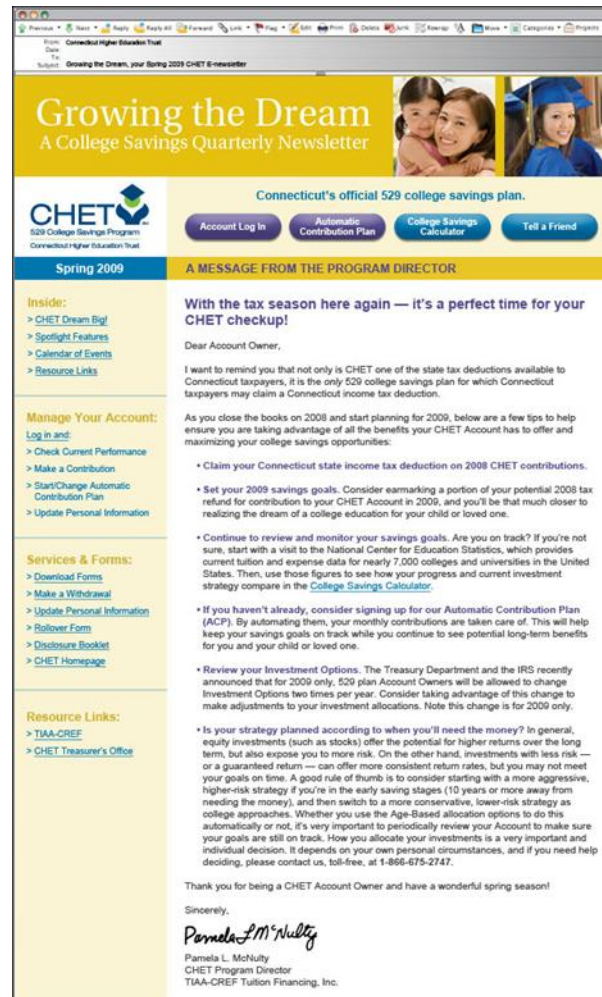 Previous Next Reply Reply All Forward Link Flag Edit Print Delete Junk Rewrap Move Categories Projects
From: Connecticut Higher Education Trust
Date:
To:
Subject: Growing the Dream, your Spring 2009 CHET E-newsletter
Growing the Dream
A College Savings Quarterly Newsletter
CHET
529 College Savings Program
Connecticut Higher Education Trust
Connecticut's official 529 college savings plan.
Account Log In
Automatic
Contribution Plan
College Savings
Calculator
Tell a Friend
Spring 2009
A MESSAGE FROM THE PROGRAM DIRECTOR
Inside:
> CHET Dream Big!
> Spotlight Features
> Calendar of Events
> Resource Links
Manage Your Account:
Log in and:
> Check Current Performance
> Make a Contribution
> Start/Change Automatic
Contribution Plan
> Update Personal Information
Services & Forms:
> Download Forms
> Make a Withdrawal
> Update Personal Information
> Rollover Form
> Disclosure Booklet
> CHET Homepage
Resource Links:
> TIAA-CREF
> CHET Treasurer's Office
With the tax season here again — it's a perfect time for your
CHET checkup!
Dear Account Owner,
I want to remind you that not only is CHET one of the state tax deductions available to
Connecticut taxpayers, it is the only 529 college savings plan for which Connecticut
taxpayers may claim a Connecticut income tax deduction.
As you close the books on 2008 and start planning for 2009, below are a few tips to help
ensure you are taking advantage of all the benefits your CHET Account has to offer and
maximizing your college savings opportunities:
• Claim your Connecticut state income tax deduction on 2008 CHET contributions.
• Set your 2009 savings goals. Consider earmarking a portion of your potential 2008 tax
refund for contribution to your CHET Account in 2009, and you'll be that much closer to
realizing the dream of a college education for your child or loved one.
• Continue to review and monitor your savings goals. Are you on track? If you're not
sure, start with a visit to the National Center for Education Statistics, which provides
current tuition and expense data for nearly 7,000 colleges and universities in the United
States. Then, use those figures to see how your progress and current investment
strategy compare in the College Savings Calculator.
• If you haven't already, consider signing up for our Automatic Contribution Plan
(ACP). By automating them, your monthly contributions are taken care of. This will help
keep your savings goals on track while you continue to see potential long-term benefits
for you and your child or loved one.
• Review your Investment Options. The Treasury Department and the IRS recently
announced that for 2009 only, 529 plan Account Owners will be allowed to change
Investment Options two times per year. Consider taking advantage of this change to
make adjustments to your investment allocations. Note this change is for 2009 only.
• Is your strategy planned according to when you'll need the money? In general,
equity investments (such as stocks) offer the potential for higher returns over the long
term, but also expose you to more risk. On the other hand, investments with less risk —
or a guaranteed return — can offer more consistent return rates, but you may not meet
your goals on time. A good rule of thumb is to consider starting with a more aggressive,
higher-risk strategy if you're in the early saving stages (10 years or more away from
needing the money), and then switch to a more conservative, lower-risk strategy as
college approaches. Whether you use the Age-Based allocation options to do this
automatically or not, it's very important to periodically review your Account to make sure
your goals are still on track. How you allocate your investments is a very important and
individual decision. It depends on your own personal circumstances, and if you need help
deciding, please contact us, toll-free, at 1-866-675-2747.
Thank you for being a CHET Account Owner and have a wonderful spring season!
Sincerely,
Pamela L McNulty
Pamela L. McNulty
CHET Program Director
TIAA-CREF Tuition Financing, Inc.